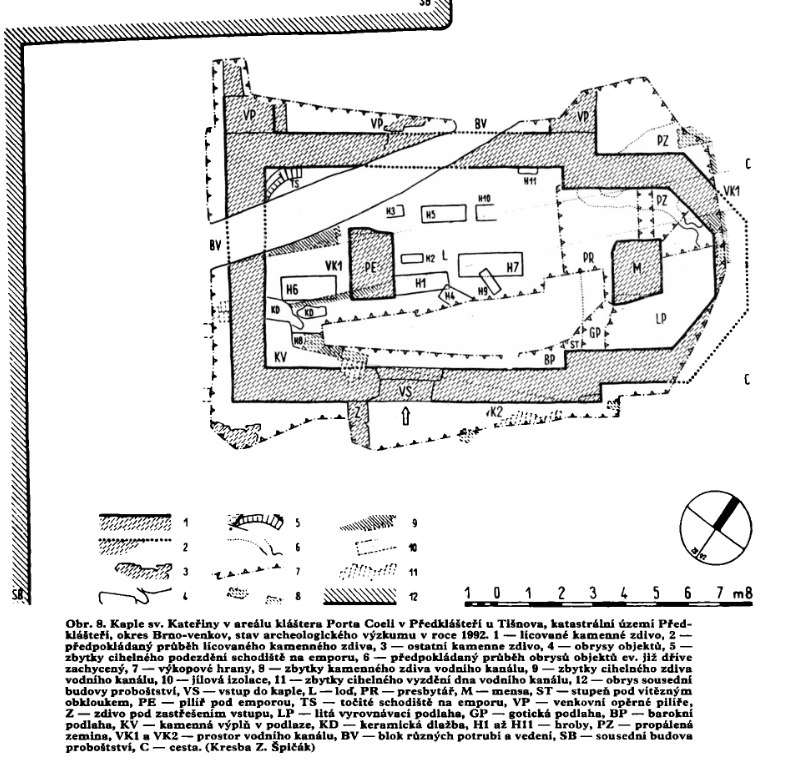 SB
VP
VP
BV
VP
PZ
C
TS
H11
VK1
H3
H5
H10
PZ
BV
VK1
PE
H2
L
H7
PR
M
H6
H1
H9
H4
KD
KD
LP
GP
H8
ST
KV
BP
VS
C
Z
VK2
1
2
3
4
5
6
7
8
9
10
11
12
SB
1 0 1 2 3 4 5 6 7 m8
Obr. 8. Kaple sv. Kateřiny v areálu kláštera Porta Coeli v Předklášteří u Tišnova, katastrální území Před-
klášteří, okres Brno-venkov, stav archeologického výzkumu v roce 1992. 1 — lícované kamenné zdivo, 2 —
předpokládaný průběh lícovaného kamenného zdiva, 3 — ostatní kamenne zdivo, 4 — obrysy objektů, 5 —
zbytky cihelného podezdění schodiště na emporu, 6 — předpokládaný průběh obrysů objektů ev. již dříve
zachycený, 7 — výkopové hrany, 8 — zbytky kamenného zdiva vodního kanálu, 9 — zbytky cihelného zdiva
vodního kanálu, 10 — jílová izolace, 11 — zbytky cihelného vyzdění dna vodního kanálu, 12 — obrys sousední
budovy proboštství, VS — vstup do kaple, L — loď, PR — presbytář, M — mensa, ST — stupeň pod vítězným
obloukem, PE — pilíř pod emporou, TS — točité schodiště na emporu, VP — venkovní opěrné pilíře,
Z — zdivo pod zastřešením vstupu, LP — litá vyrovnávací podlaha, GP — gotická podlaha, BP — barokní
podlaha, KV — kamenná výplň v podlaze, KD — keramická dlažba, H1 až H11 — hroby, PZ — propálená
zemina, VK1 a VK2 — prostor vodního kanálu, BV — blok různých potrubí a vedení, SB — sousední budova
proboštství, C — cesta. (Kresba Z. Špičák)